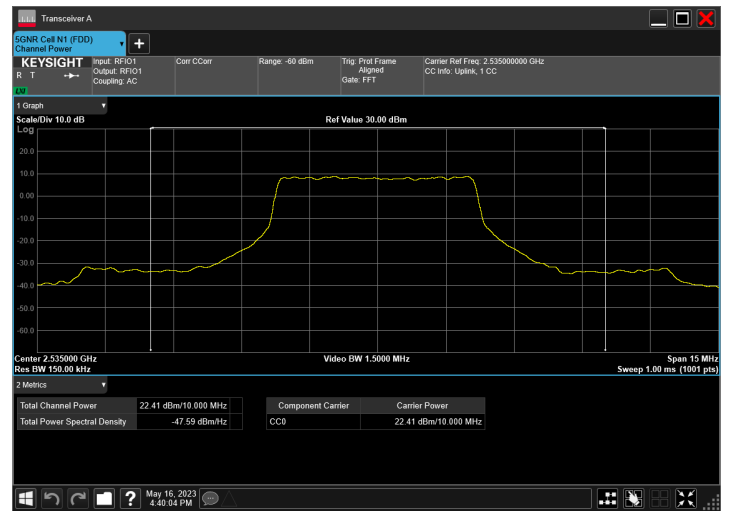 Transceiver A
5GNR Cell N1 (FDD)
Channel Power
KEYSIGHT
R T
LXI
Input: RFIO1
Output: RFIO1
Coupling: AC
Corr CCorr
Range: -60 dBm
Trig: Prot Frame
Aligned
Gate: FFT
Carrier Ref Freq: 2.535000000 GHz
CC Info: Uplink, 1 CC
1 Graph
Scale/Div 10.0 dB
Ref Value 30.00 dBm
Log
20.0
10.0
0.00
-10.0
-20.0
-30.0
-40.0
-50.0
-60.0
Center 2.535000 GHz
Video BW 1.5000 MHz
Span 15 MHz
Res BW 150.00 kHz
Sweep 1.00 ms (1001 pts)
2 Metrics
Total Channel Power 22.41 dBm/10.000 MHz
Total Power Spectral Density -47.59 dBm/Hz
Component Carrier Carrier Power
CC0 22.41 dBm/10.000 MHz
?
May 16, 2023
4:40:04 PM